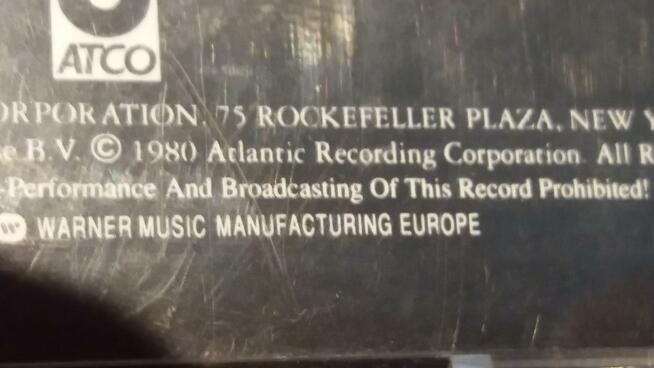 ATCO
ORPORATION, 75 ROCKEFELLER PLAZA, NEW Y
e B.V. © 1980 Atlantic Recording Corporation. All R
-Performance And Broadcasting Of This Record Prohibited!
WARNER MUSIC MANUFACTURING EUROPE